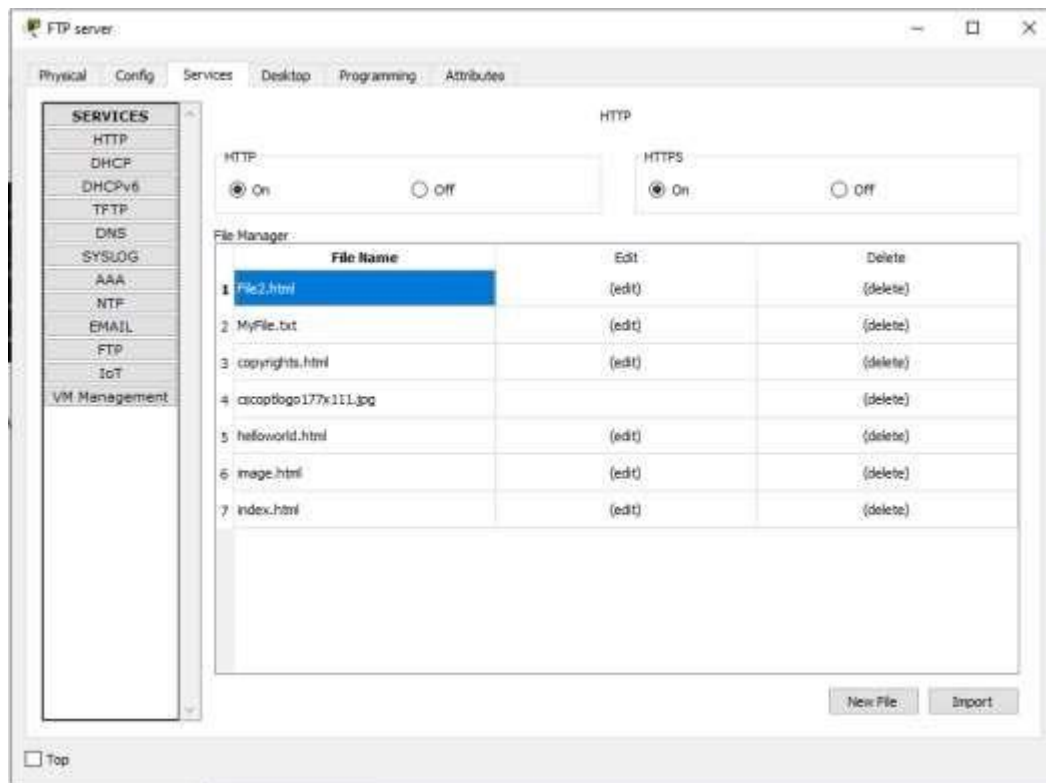 FTP server
Physical Config Services Desktop Programming Attributes
SERVICES
HTTP
DHCP
DHCPv6
TFTP
DNS
SYSLOG
AAA
NTP
EMAIL
FTP
IoT
VM Management
HTTP
HTTP
On Off
HTTPS
On Off
File Manager
File Name Edit Delete
1 File2.html (edit) (delete)
2 MyFile.txt (edit) (delete)
3 copyrights.html (edit) (delete)
4 cscoptlogo177x111.jpg (delete)
5 helloworld.html (edit) (delete)
6 image.html (edit) (delete)
7 index.html (edit) (delete)
New File Import
Top